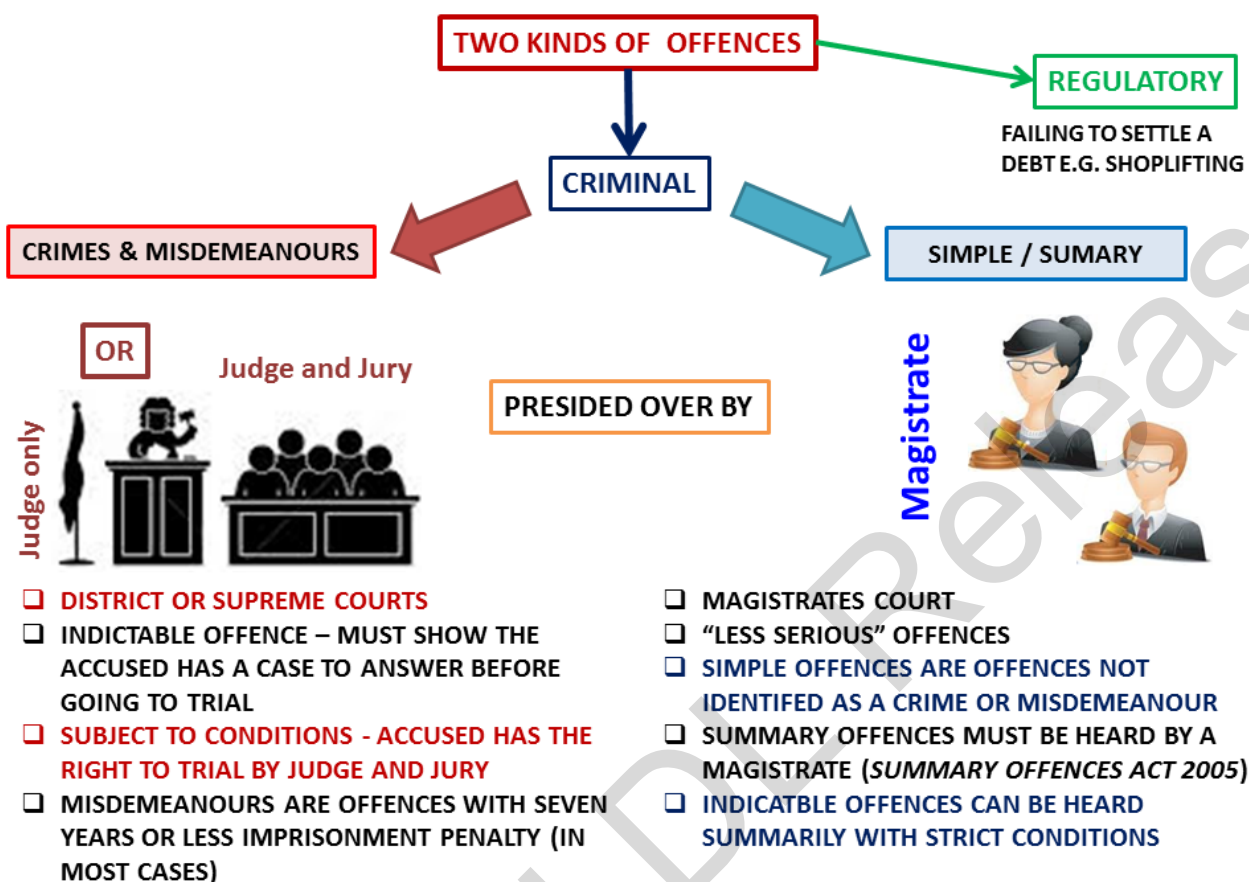 TWO KINDS OF OFFENCES
REGULATORY
FAILING TO SETTLE A
DEBT E.G. SHOPLIFTING
CRIMINAL
CRIMES & MISDEMEANOURS
SIMPLE / SUMARY
OR
Judge and Jury
Judge only
PRESIDED OVER BY
Magistrate
❑ DISTRICT OR SUPREME COURTS
❑ INDICTABLE OFFENCE – MUST SHOW THE
ACCUSED HAS A CASE TO ANSWER BEFORE
GOING TO TRIAL
❑ SUBJECT TO CONDITIONS - ACCUSED HAS THE
RIGHT TO TRIAL BY JUDGE AND JURY
❑ MISDEMEANOURS ARE OFFENCES WITH SEVEN
YEARS OR LESS IMPRISONMENT PENALTY (IN
MOST CASES)
❑ MAGISTRATES COURT
❑ “LESS SERIOUS” OFFENCES
❑ SIMPLE OFFENCES ARE OFFENCES NOT
IDENTIFED AS A CRIME OR MISDEMEANOUR
❑ SUMMARY OFFENCES MUST BE HEARD BY A
MAGISTRATE (SUMMARY OFFENCES ACT 2005)
❑ INDICATBLE OFFENCES CAN BE HEARD
SUMMARILY WITH STRICT CONDITIONS